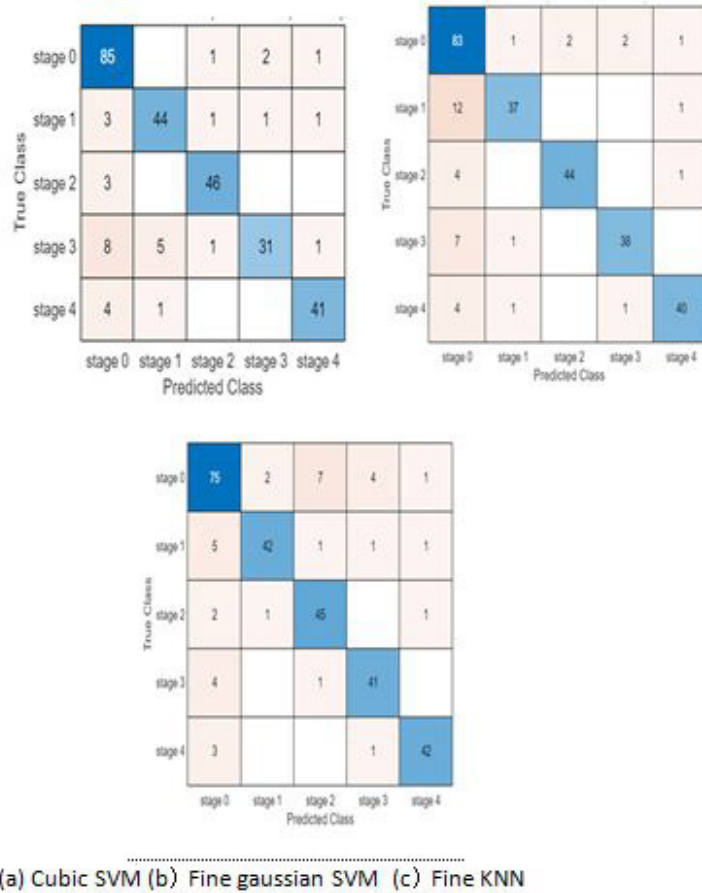 stage 0 85 1 2 1
stage 1 3 44 1 1 1
stage 2 3 46
stage 3 8 5 1 31 1
stage 4 4 1 41
stage 0 stage 1 stage 2 stage 3 stage 4
Predicted Class
True Class
stage 0 83 1 2 2 1
stage 1 12 37 1
stage 2 4 44 1
stage 3 7 1 38
stage 4 4 1 1 40
stage 0 stage 1 stage 2 stage 3 stage 4
Predicted Class
True Class
stage 0 75 2 7 4 1
stage 1 5 42 1 1 1
stage 2 2 1 45 1
stage 3 4 1 41
stage 4 3 1 42
stage 0 stage 1 stage 2 stage 3 stage 4
Predicted Class
True Class
(a) Cubic SVM (b) Fine gaussian SVM (c) Fine KNN